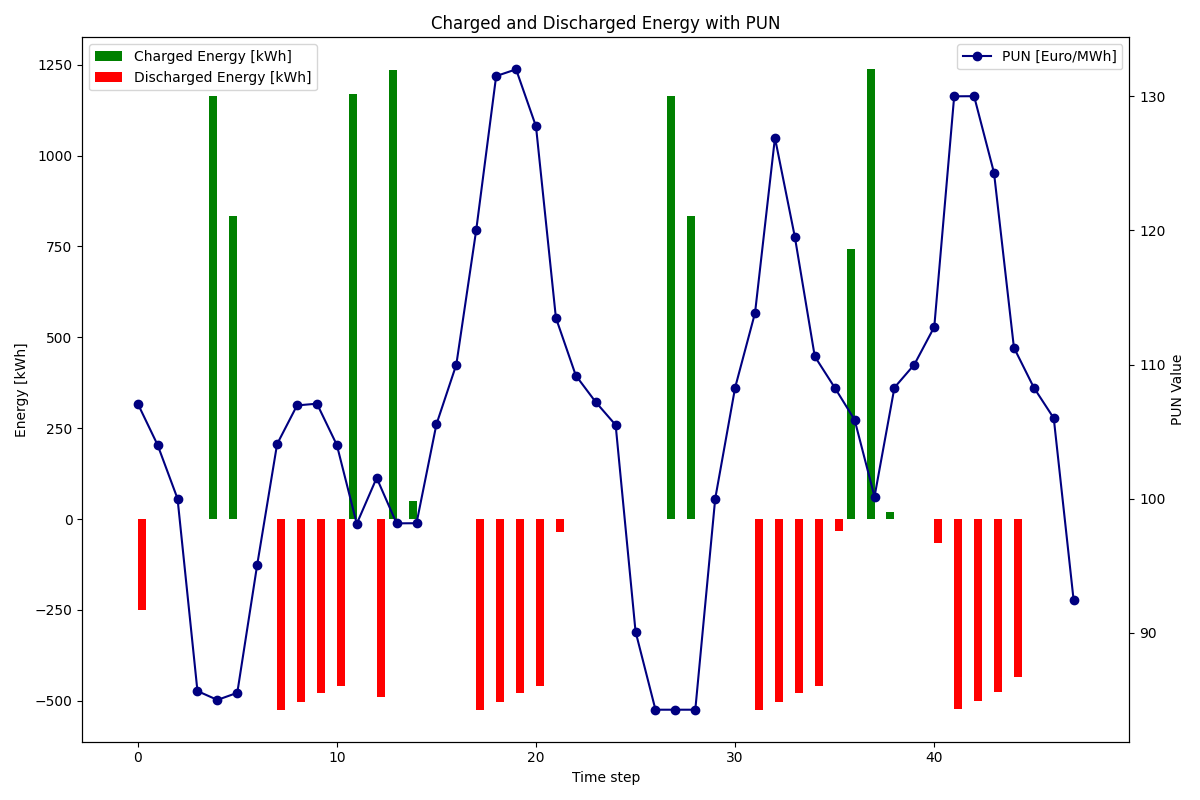 Charged and Discharged Energy with PUN
Charged Energy [kWh]
Discharged Energy [kWh]
PUN [Euro/MWh]
Energy [kWh]
1250
1000
750
500
250
0
−250
−500
130
120
110
100
90
PUN Value
0 10 20 30 40
Time step